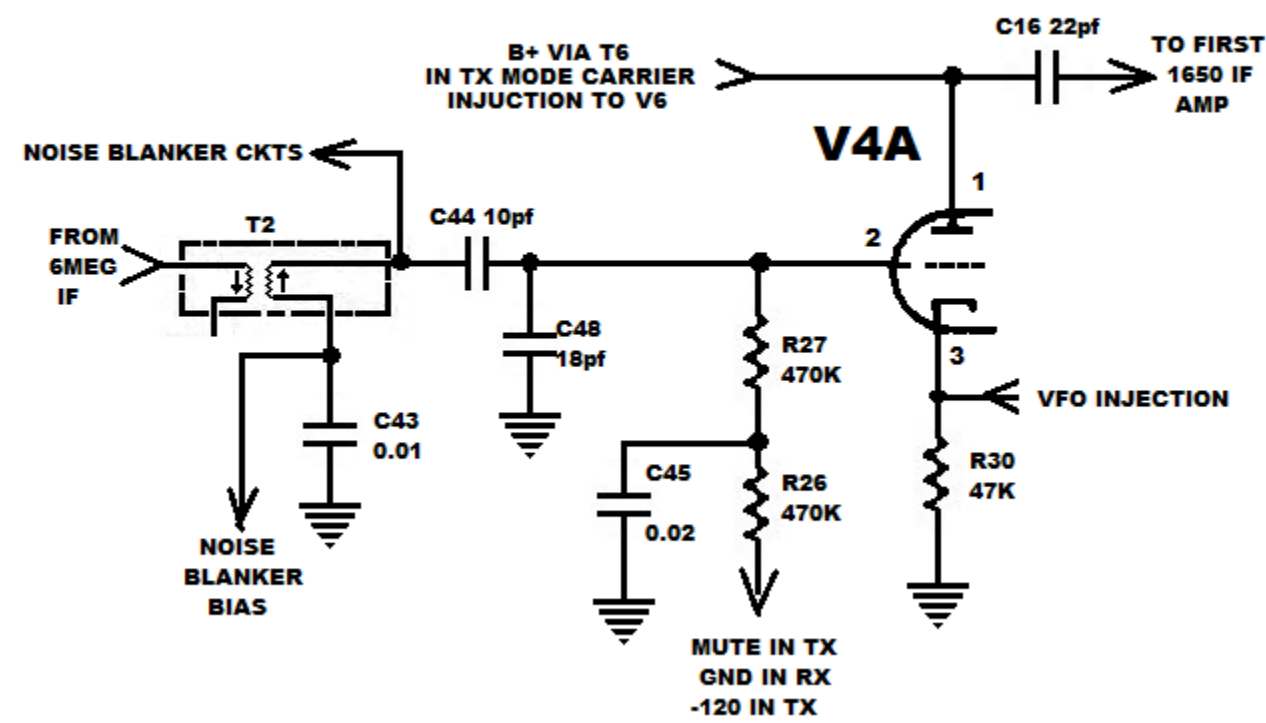 C16 22pf
B+ VIA T6
IN TX MODE CARRIER
INJUCTION TO V6
TO FIRST
1650 IF
AMP
V4A
NOISE BLANKER CKTS
1
C44 10pf
T2
2
FROM
6MEG
IF
C48
18pf
R27
470K
3
VFO INJECTION
C43
0.01
R30
47K
C45
0.02
R26
470K
NOISE
BLANKER
BIAS
MUTE IN TX
GND IN RX
-120 IN TX